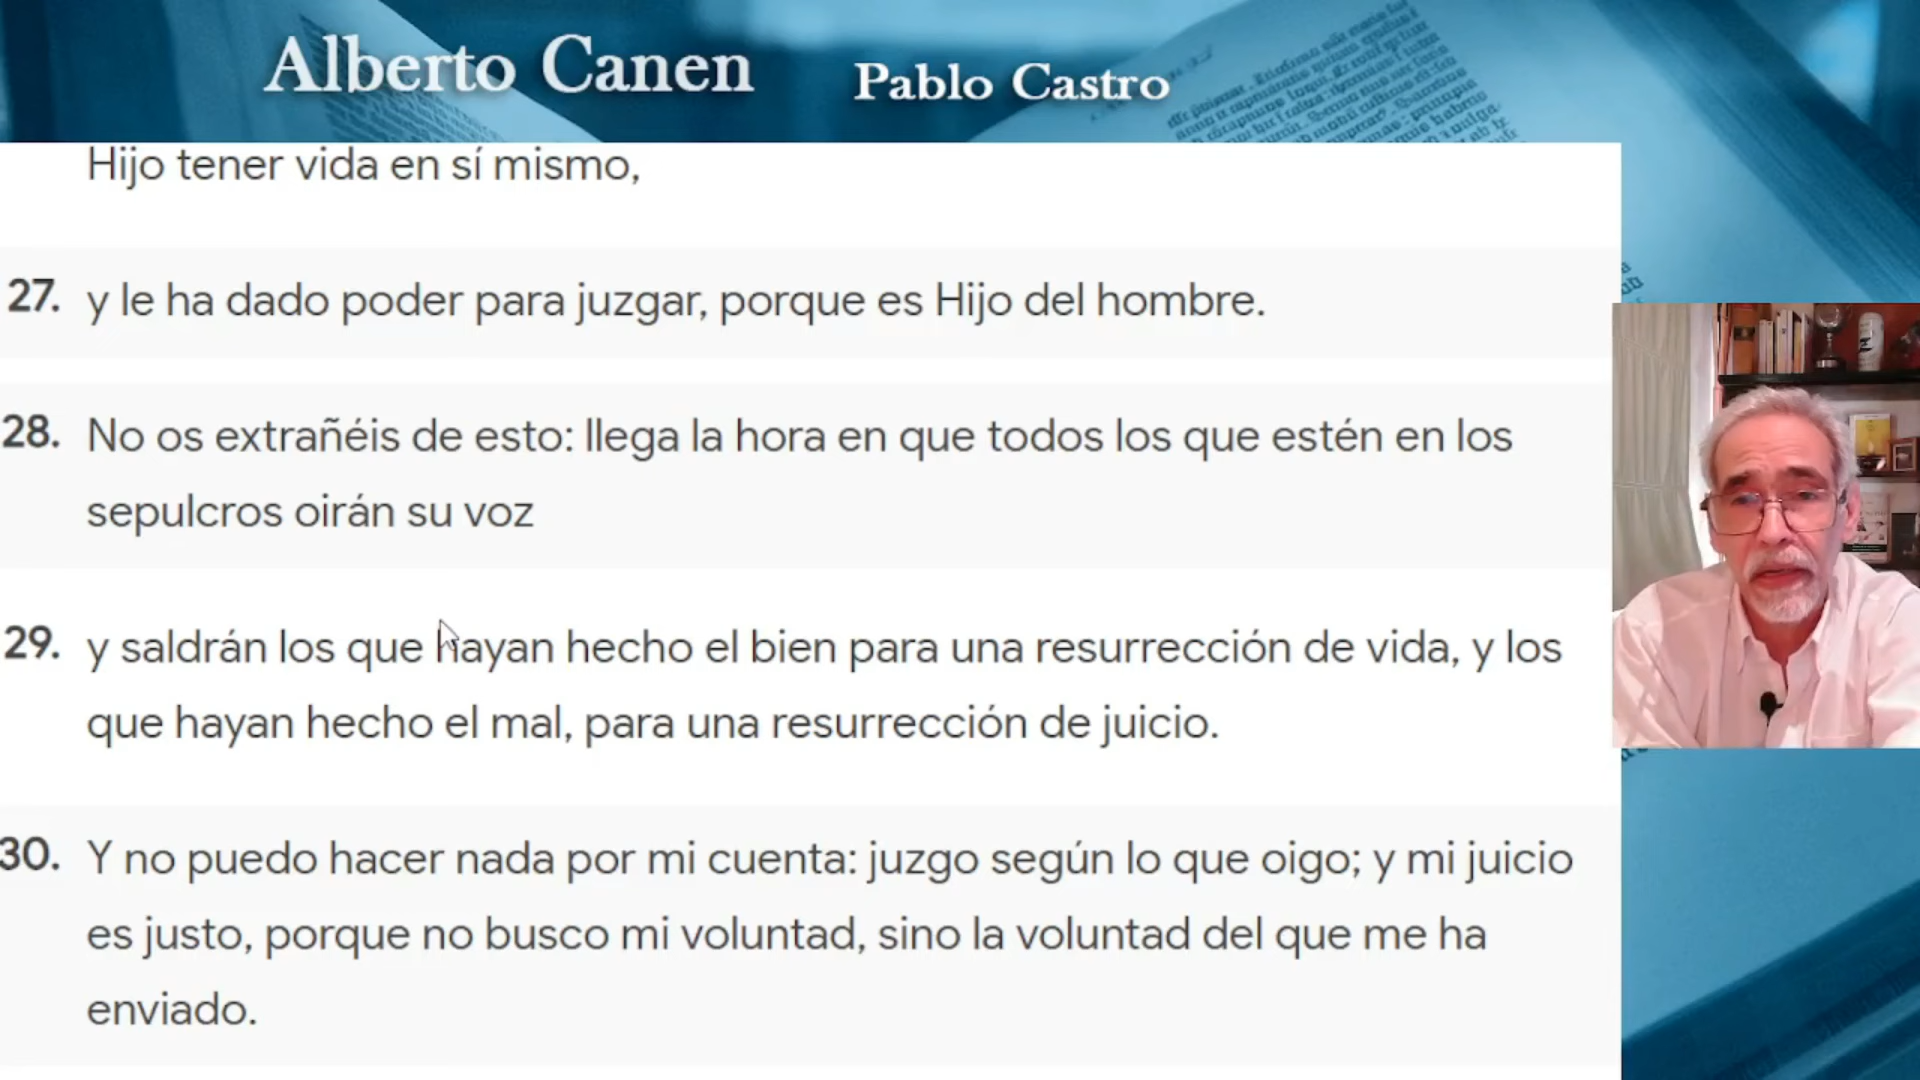 Alberto Canen Pablo Castro
Hijo tener vida en sí mismo,
27. y le ha dado poder para juzgar, porque es Hijo del hombre.
28. No os extrañéis de esto: llega la hora en que todos los que estén en los
sepulcros oirán su voz
29. y saldrán los que hayan hecho el bien para una resurrección de vida, y los
que hayan hecho el mal, para una resurrección de juicio.
30. Y no puedo hacer nada por mi cuenta: juzgo según lo que oigo; y mi juicio
es justo, porque no busco mi voluntad, sino la voluntad del que me ha
enviado.